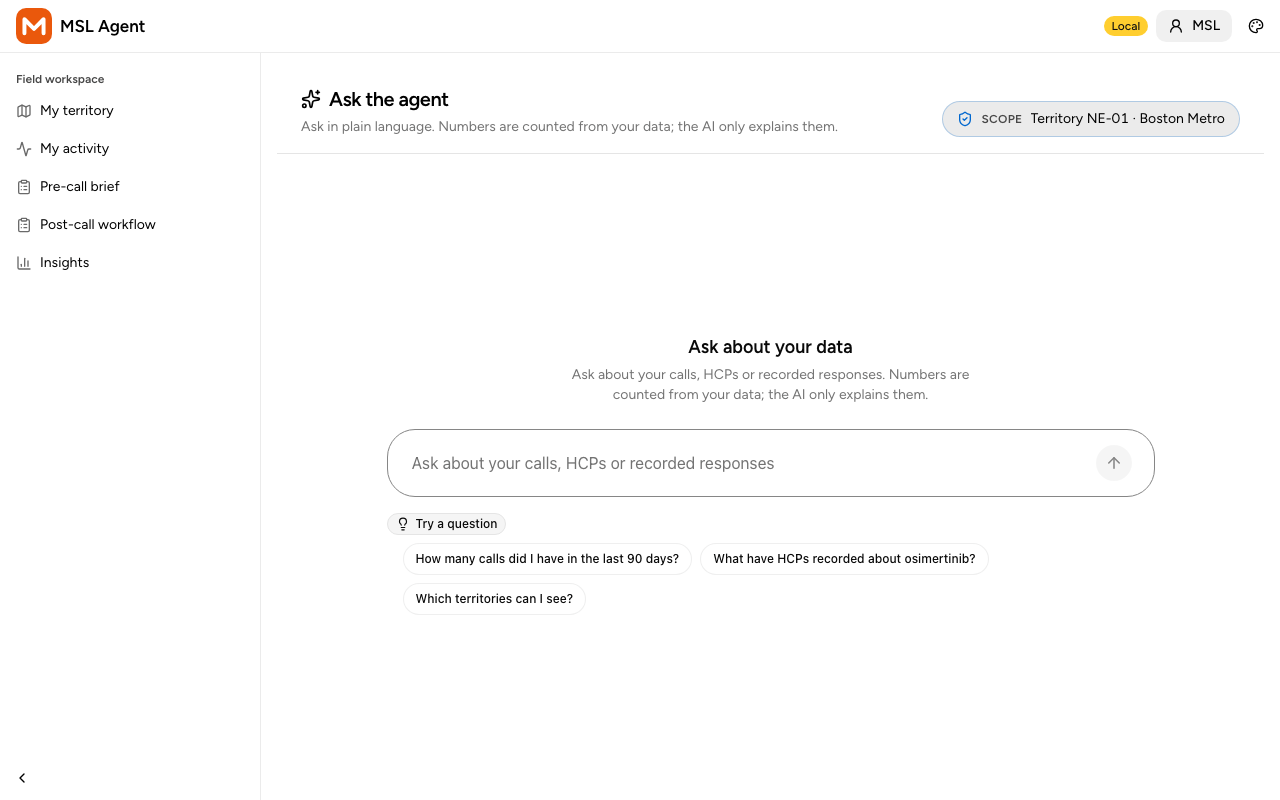 MSL Agent
Local
MSL
Field workspace
My territory
My activity
Pre-call brief
Post-call workflow
Insights
Ask the agent
Ask in plain language. Numbers are counted from your data; the AI only explains them.
SCOPE Territory NE-01 · Boston Metro
Ask about your data
Ask about your calls, HCPs or recorded responses. Numbers are
counted from your data; the AI only explains them.
Ask about your calls, HCPs or recorded responses
Try a question
How many calls did I have in the last 90 days?
What have HCPs recorded about osimertinib?
Which territories can I see?